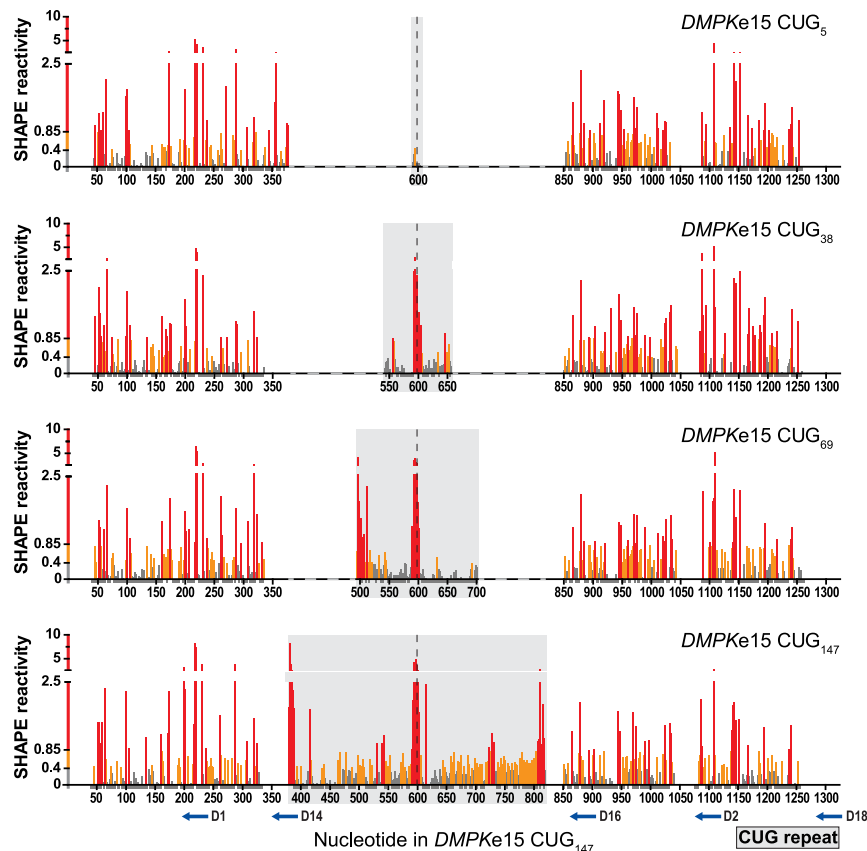 DMPKe15 CUG5
SHAPE reactivity
10
5
2.5
0.85
0.4
0
50 100 150 200 250 300 350 600 850 900 950 1000 1050 1100 1150 1200 1250 1300
DMPKe15 CUG38
SHAPE reactivity
10
5
2.5
0.85
0.4
0
50 100 150 200 250 300 350 550 600 650 850 900 950 1000 1050 1100 1150 1200 1250 1300
DMPKe15 CUG69
SHAPE reactivity
10
5
2.5
0.85
0.4
0
50 100 150 200 250 300 350 500 550 600 650 700 850 900 950 1000 1050 1100 1150 1200 1250 1300
DMPKe15 CUG147
SHAPE reactivity
10
5
2.5
0.85
0.4
0
50 100 150 200 250 300 350 400 450 500 550 600 650 700 750 800 850 900 950 1000 1050 1100 1150 1200 1250 1300
D1 D14 D16 D2 D18
Nucleotide in DMPKe15 CUG147
CUG repeat